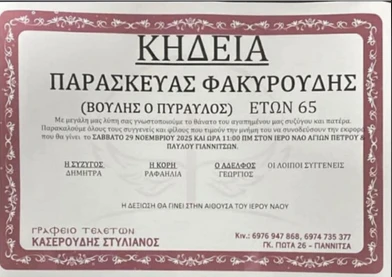 ΚΗΔΕΙΑ
ΠΑΡΑΣΚΕΥΑΣ ΦΑΚΥΡΟΥΔΗΣ
(ΒΟΥΛΗΣ Ο ΠΥΡΑΥΛΟΣ) ΕΤΩΝ 65
Με μεγάλη μας λύπη σας γνωστοποιούμε το θάνατο του αγαπημένου μας συζύγου και πατέρα.
Παρακαλούμε όλους τους συγγενείς και φίλους που τιμούν την μνήμη του να συνοδεύσουν την εκφορά
που θα γίνει το ΣΑΒΒΑΤΟ 29 ΝΟΕΜΒΡΟΥ 2025 ΚΑΙ ΩΡΑ 11:00 ΠΜ ΣΤΟΝ ΙΕΡΟ ΝΑΟ ΑΓΙΩΝ ΠΕΤΡΟΥ &
ΠΑΥΛΟΥ ΓΙΑΝΝΙΤΣΩΝ.
Η ΣΥΖΥΓΟΣ Η ΚΟΡΗ Ο ΑΔΕΛΦΟΣ ΟΙ ΛΟΙΠΟΙ ΣΥΓΓΕΝΕΙΣ
ΔΗΜΗΤΡΑ ΡΑΦΑΗΛΙΑ ΓΕΩΡΓΙΟΣ
Η ΔΕΞΙΩΣΗ ΘΑ ΓΙΝΕΙ ΣΤΗΝ ΑΙΘΟΥΣΑ ΤΟΥ ΙΕΡΟΥ ΝΑΟΥ
ΓΡΑΦΕΙΟ ΤΕΛΕΤΩΝ
ΚΑΣΕΡΟΥΔΗΣ ΣΤΥΛΙΑΝΟΣ
Κιν.: 6976 947 868, 6974 735 377
ΓΚ. ΓΙΩΤΑ 26 - ΓΙΑΝΝΙΤΣΑ